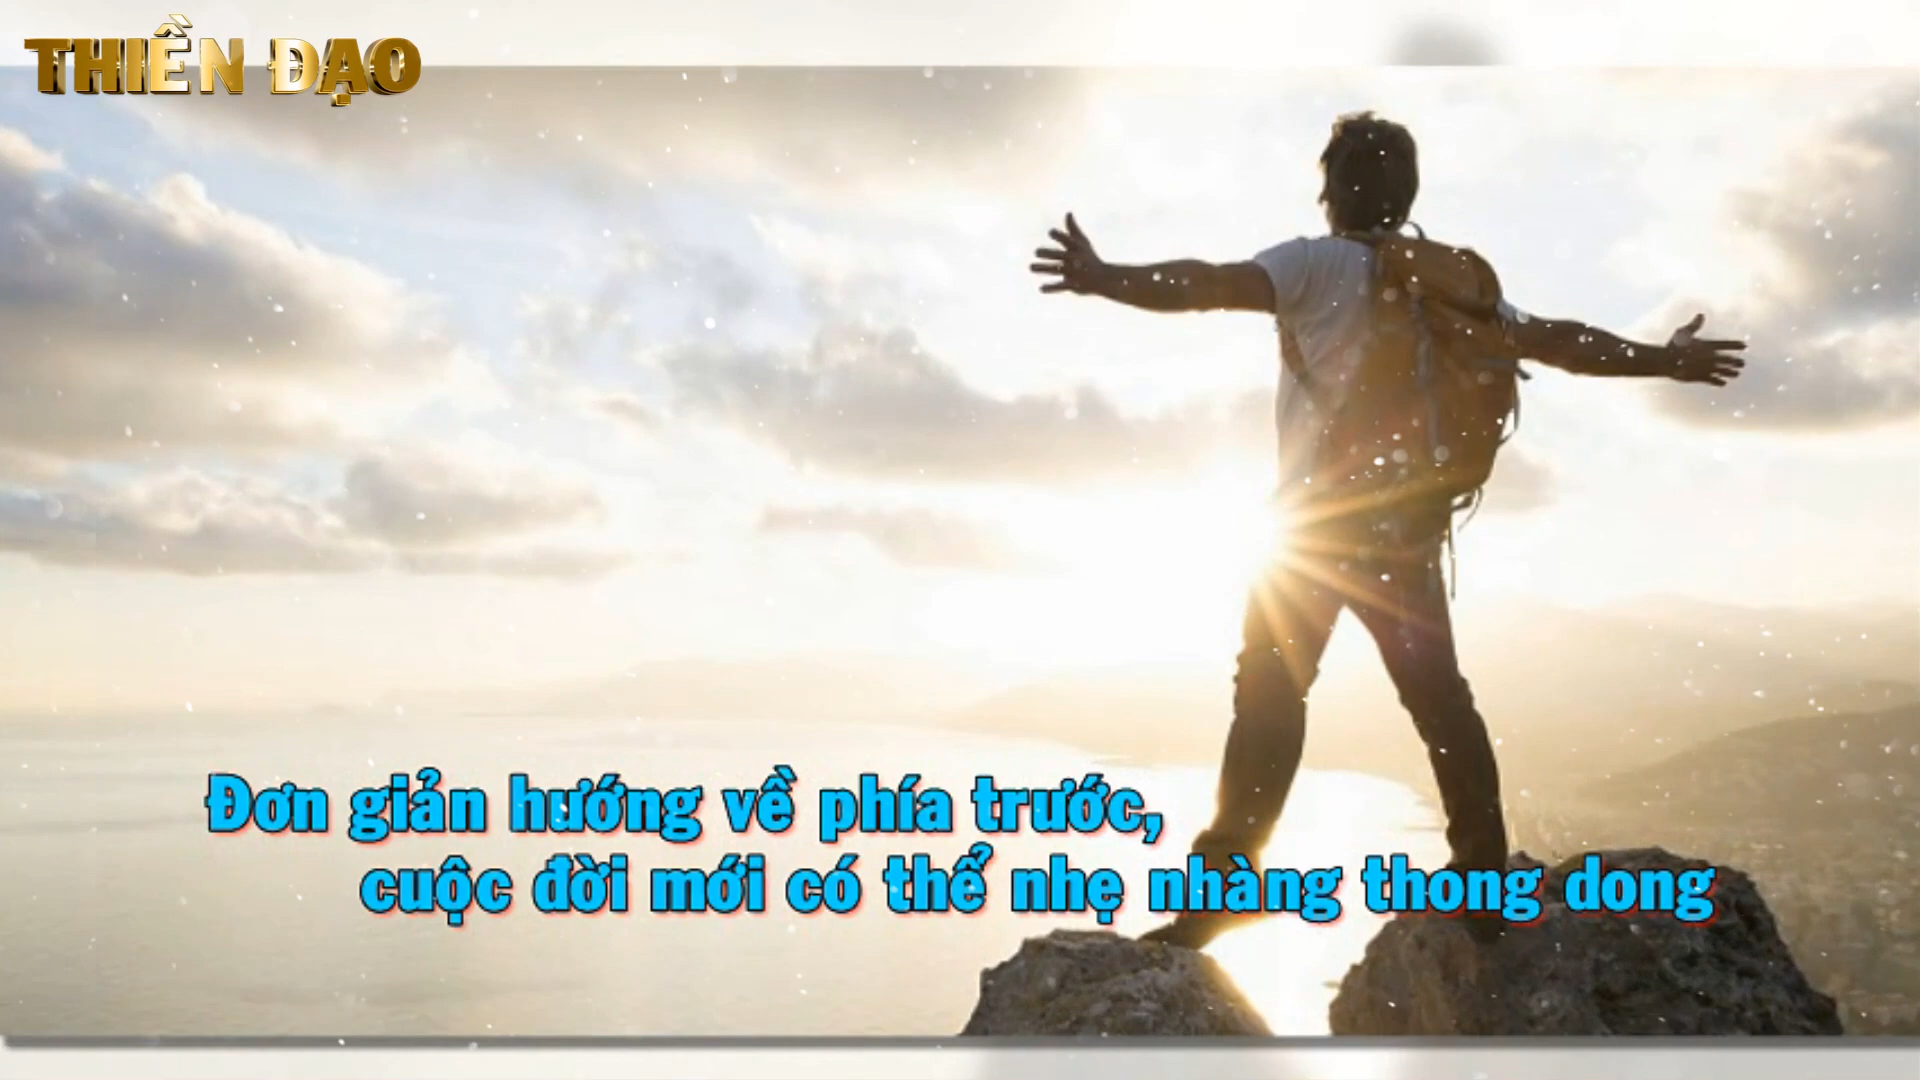 THIỀN ĐẠO
Đơn giản hướng về phía trước,
cuộc đời mới có thể nhẹ nhàng thong dong